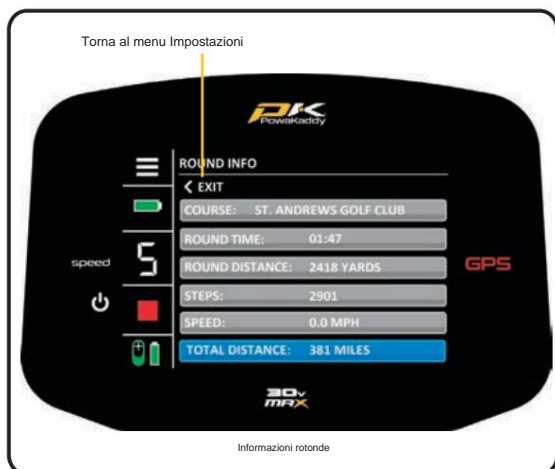 Torna al menu Impostazioni
PK
PowaKaddy
ROUND INFO
< EXIT
COURSE: ST. ANDREWS GOLF CLUB
ROUND TIME: 01:47
speed
5
ROUND DISTANCE: 2418 YARDS
GPS
STEPS: 2901
SPEED: 0.0 MPH
TOTAL DISTANCE: 381 MILES
30v
MAX
Informazioni rotonde